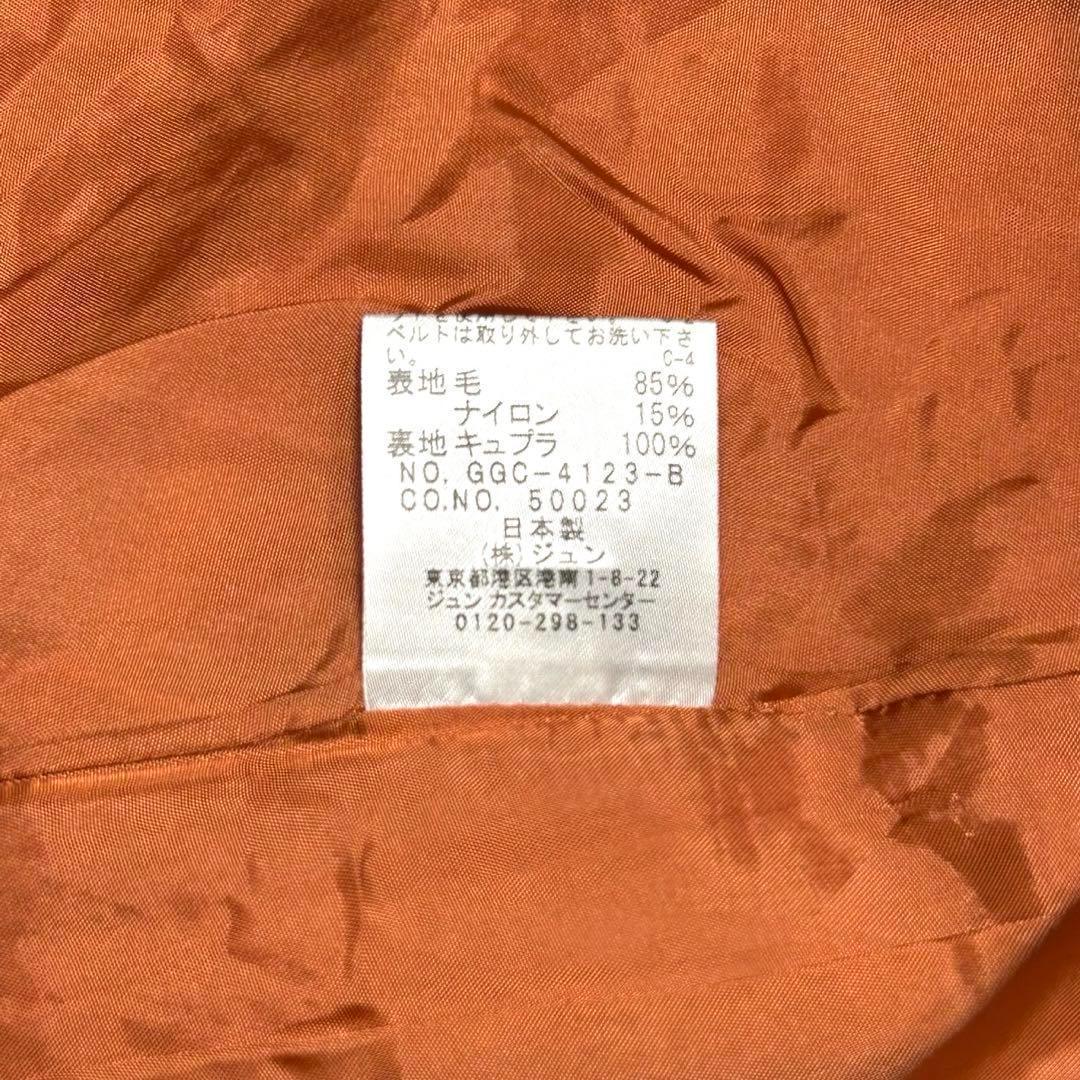 ベルトは取り外してお洗い下さ
い。 C-4
表地 毛 85%
ナイロン 15%
裏地 キュプラ 100%
NO. GGC-4123-B
CO.NO. 50023
日本製
(株)ジュン
東京都港区港南1-8-22
ジュン カスタマーセンター
0120-298-133